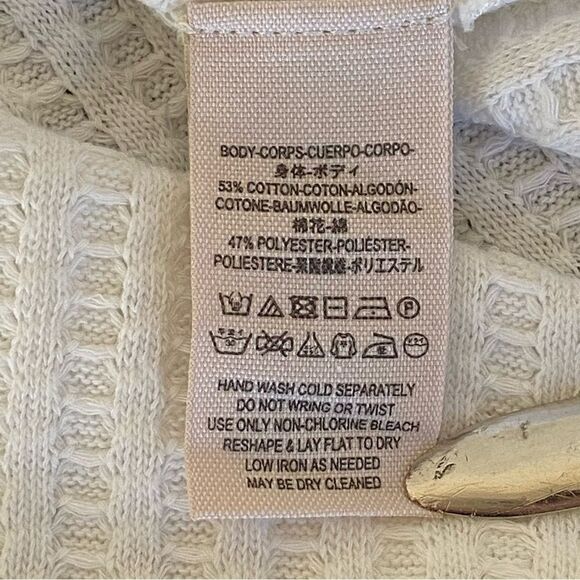 BODY-CORPS-CUERPO-CORPO-
身体-ボディ
53% COTTON-COTON-ALGODÓN-
COTONE-BAUMWOLLE-ALGODÃO-
棉花-綿
47% POLYESTER-POLIÉSTER-
POLIESTERE-聚酯纖維-ポリエステル
P
HAND WASH COLD SEPARATELY
DO NOT WRING OR TWIST
USE ONLY NON-CHLORINE BLEACH
RESHAPE & LAY FLAT TO DRY
LOW IRON AS NEEDED
MAY BE DRY CLEANED